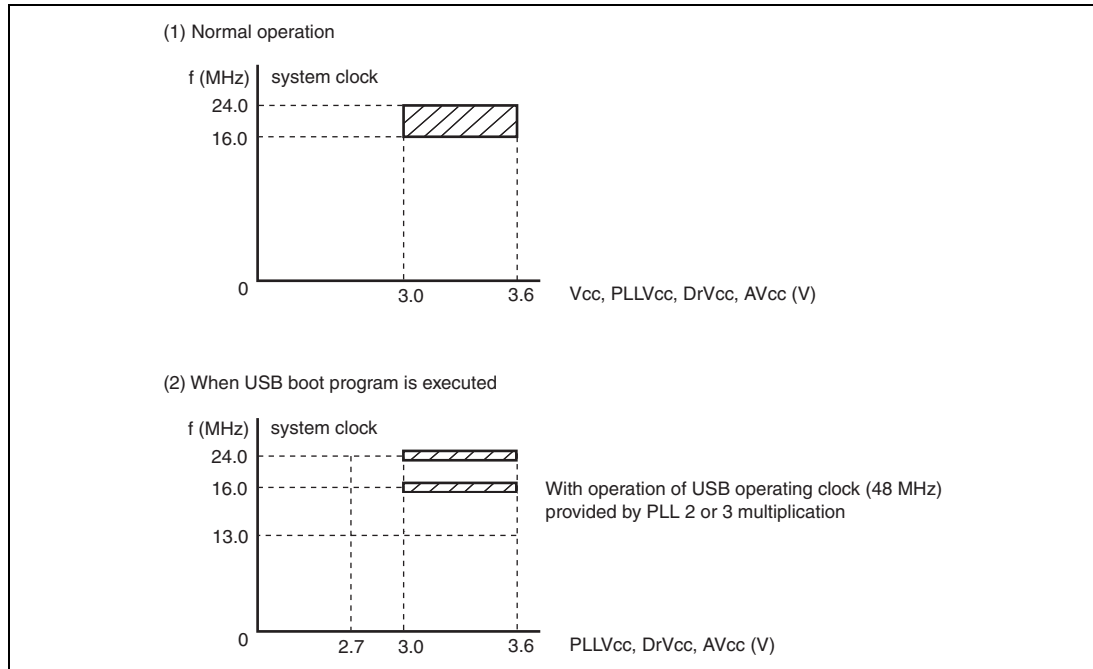 (1) Normal operation
f (MHz) system clock
24.0
16.0
0
3.0 3.6 Vcc, PLLVcc, DrVcc, AVcc (V)
(2) When USB boot program is executed
f (MHz) system clock
24.0
16.0 With operation of USB operating clock (48 MHz)
provided by PLL 2 or 3 multiplication
13.0
0
2.7 3.0 3.6 PLLVcc, DrVcc, AVcc (V)